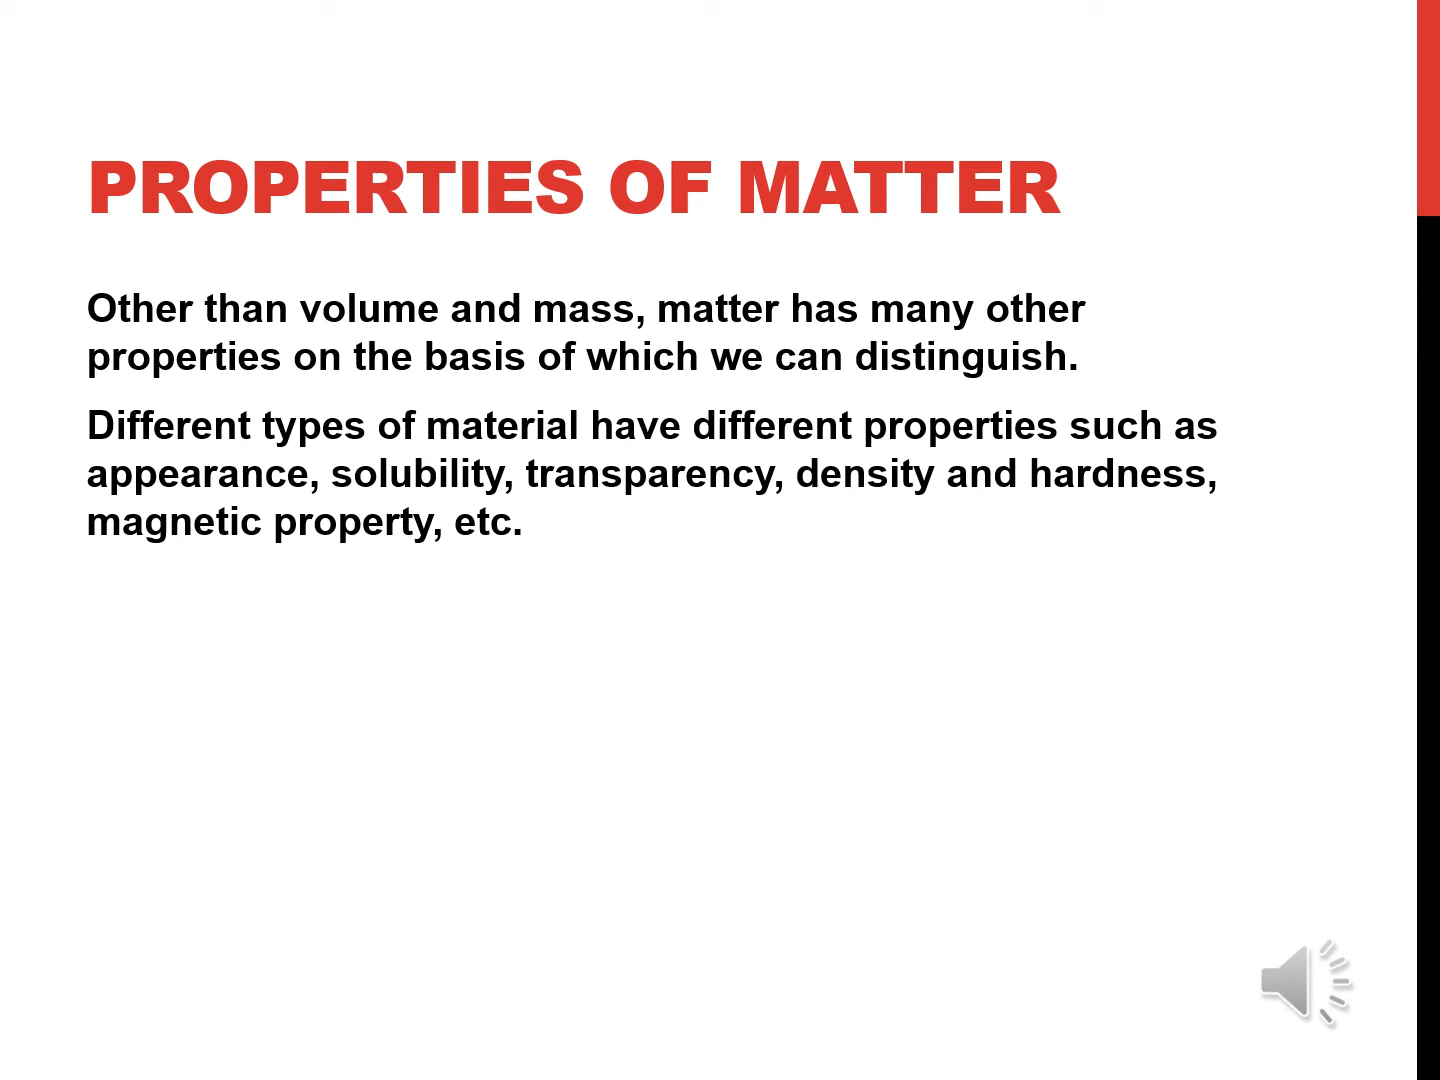 PROPERTIES OF MATTER
Other than volume and mass, matter has many other
properties on the basis of which we can distinguish.
Different types of material have different properties such as
appearance, solubility, transparency, density and hardness,
magnetic property, etc.